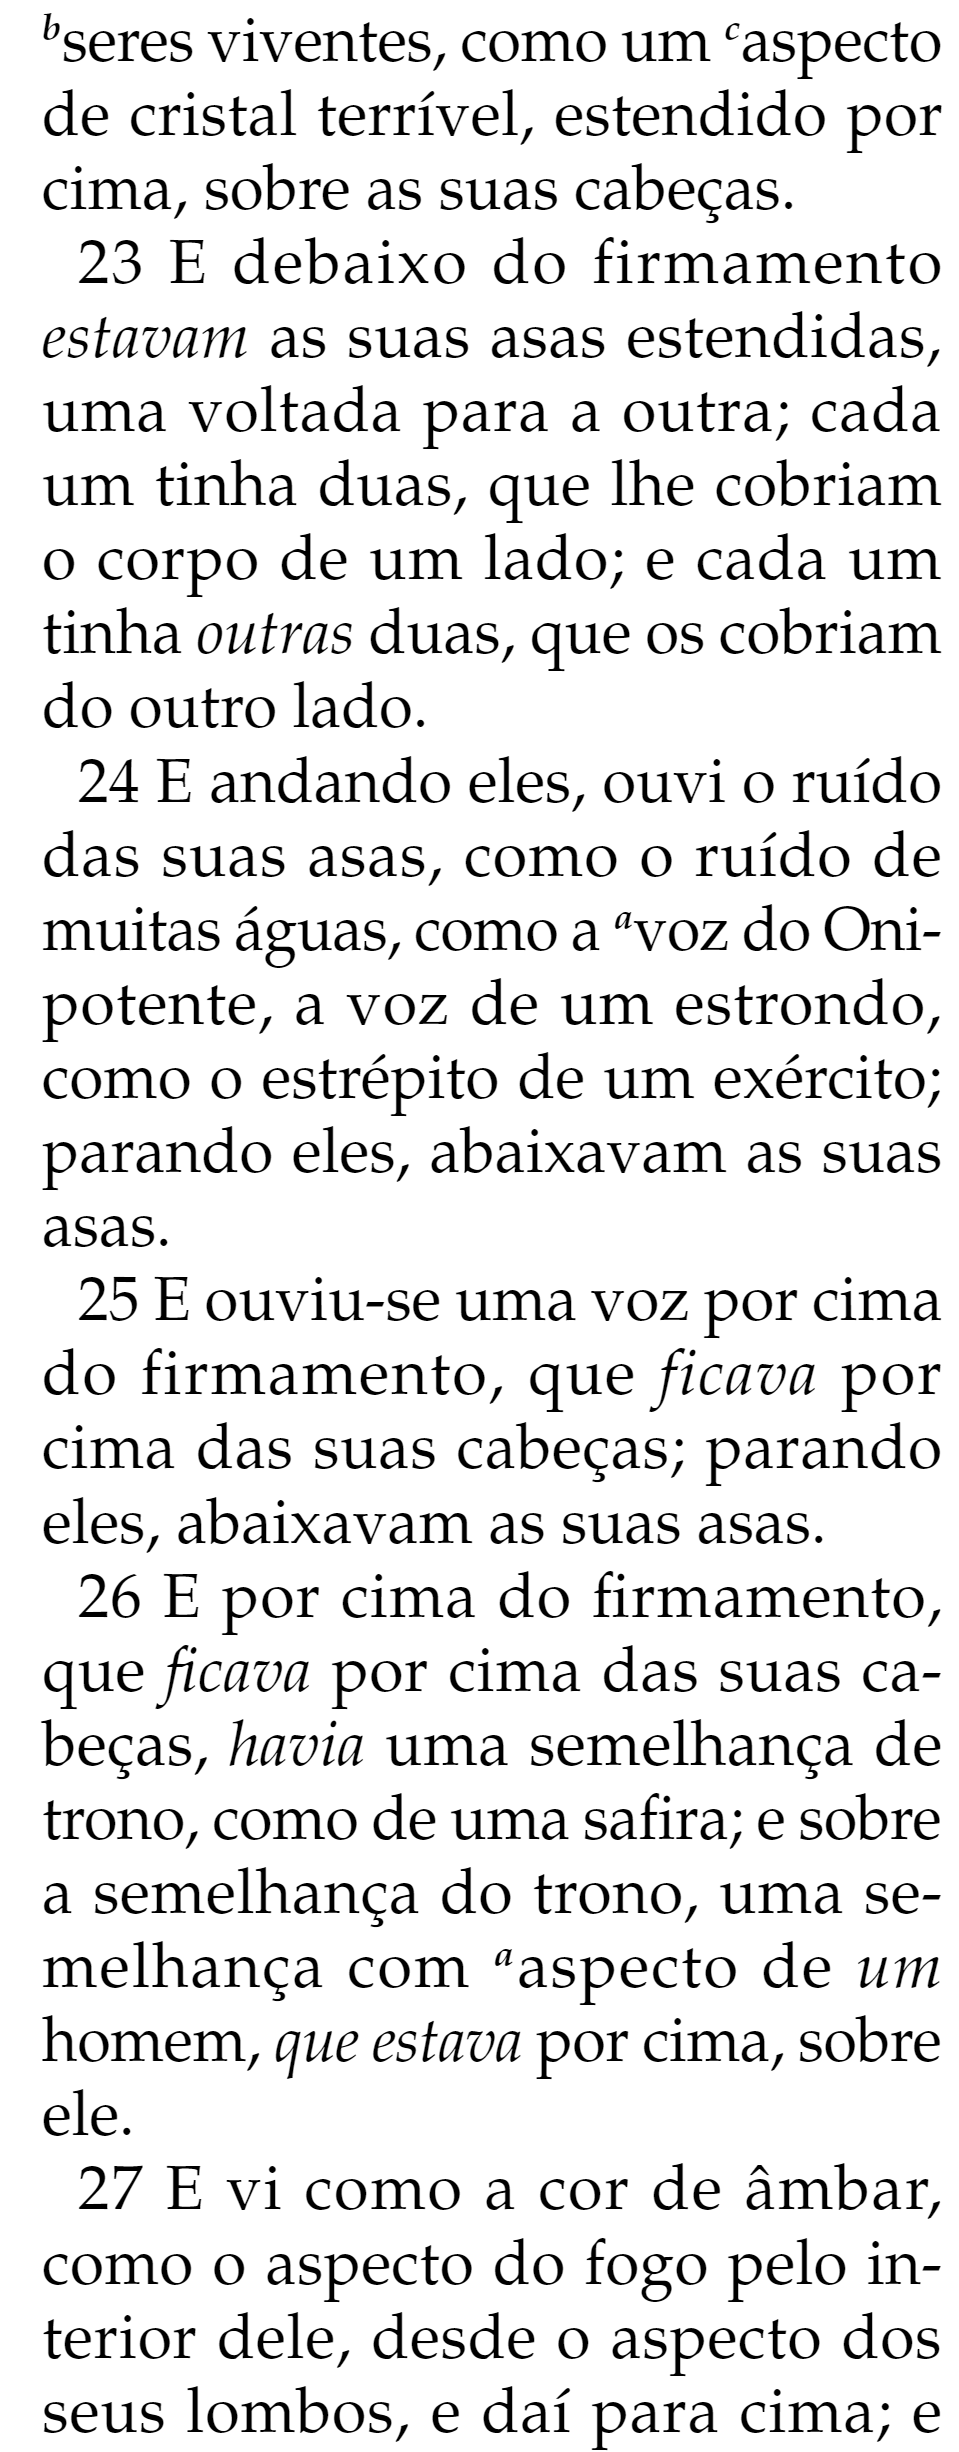 bseres viventes, como um caspecto
de cristal terrível, estendido por
cima, sobre as suas cabeças.
23 E debaixo do firmamento
estavam as suas asas estendidas,
uma voltada para a outra; cada
um tinha duas, que lhe cobriam
o corpo de um lado; e cada um
tinha outras duas, que os cobriam
do outro lado.
24 E andando eles, ouvi o ruído
das suas asas, como o ruído de
muitas águas, como a avoz do Oni-
potente, a voz de um estrondo,
como o estrépito de um exército;
parando eles, abaixavam as suas
asas.
25 E ouviu-se uma voz por cima
do firmamento, que ficava por
cima das suas cabeças; parando
eles, abaixavam as suas asas.
26 E por cima do firmamento,
que ficava por cima das suas ca-
beças, havia uma semelhança de
trono, como de uma safira; e sobre
a semelhança do trono, uma se-
melhança com aaspecto de um
homem, que estava por cima, sobre
ele.
27 E vi como a cor de âmbar,
como o aspecto do fogo pelo in-
terior dele, desde o aspecto dos
seus lombos, e daí para cima; e